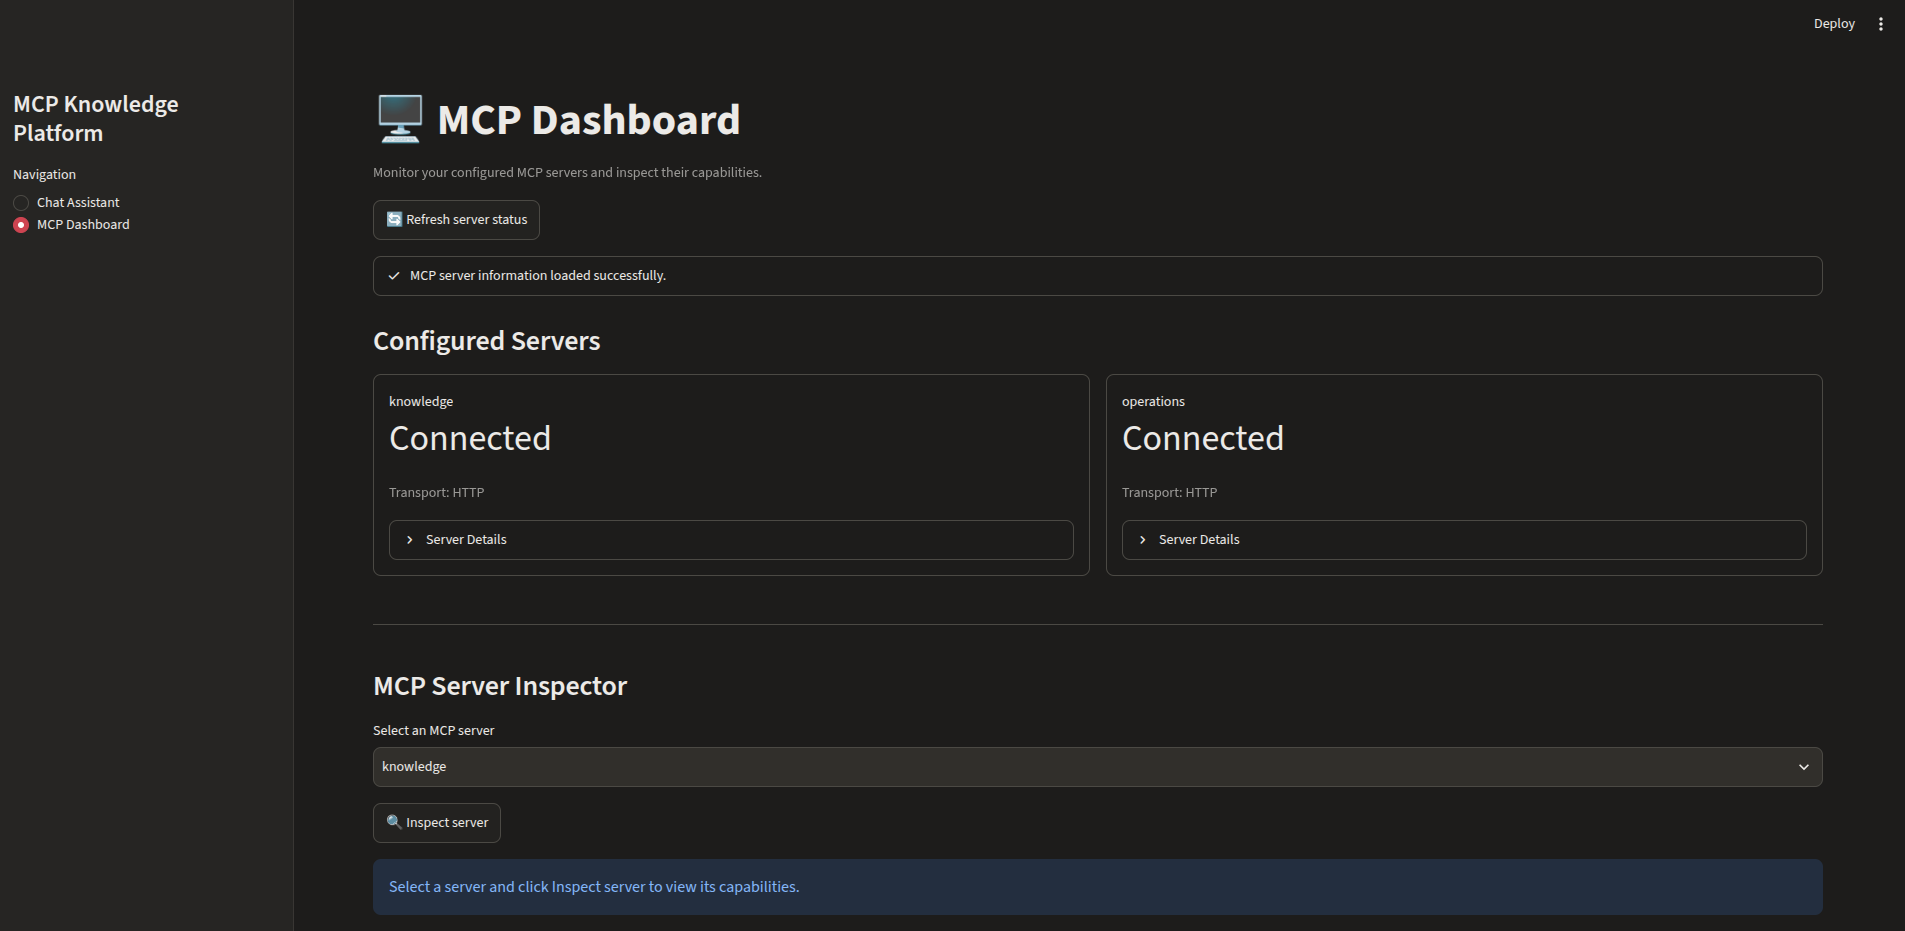 Deploy
MCP Knowledge
Platform
Navigation
Chat Assistant
MCP Dashboard
MCP Dashboard
Monitor your configured MCP servers and inspect their capabilities.
Refresh server status
MCP server information loaded successfully.
Configured Servers
knowledge
Connected
Transport: HTTP
Server Details
operations
Connected
Transport: HTTP
Server Details
MCP Server Inspector
Select an MCP server
knowledge
Inspect server
Select a server and click Inspect server to view its capabilities.